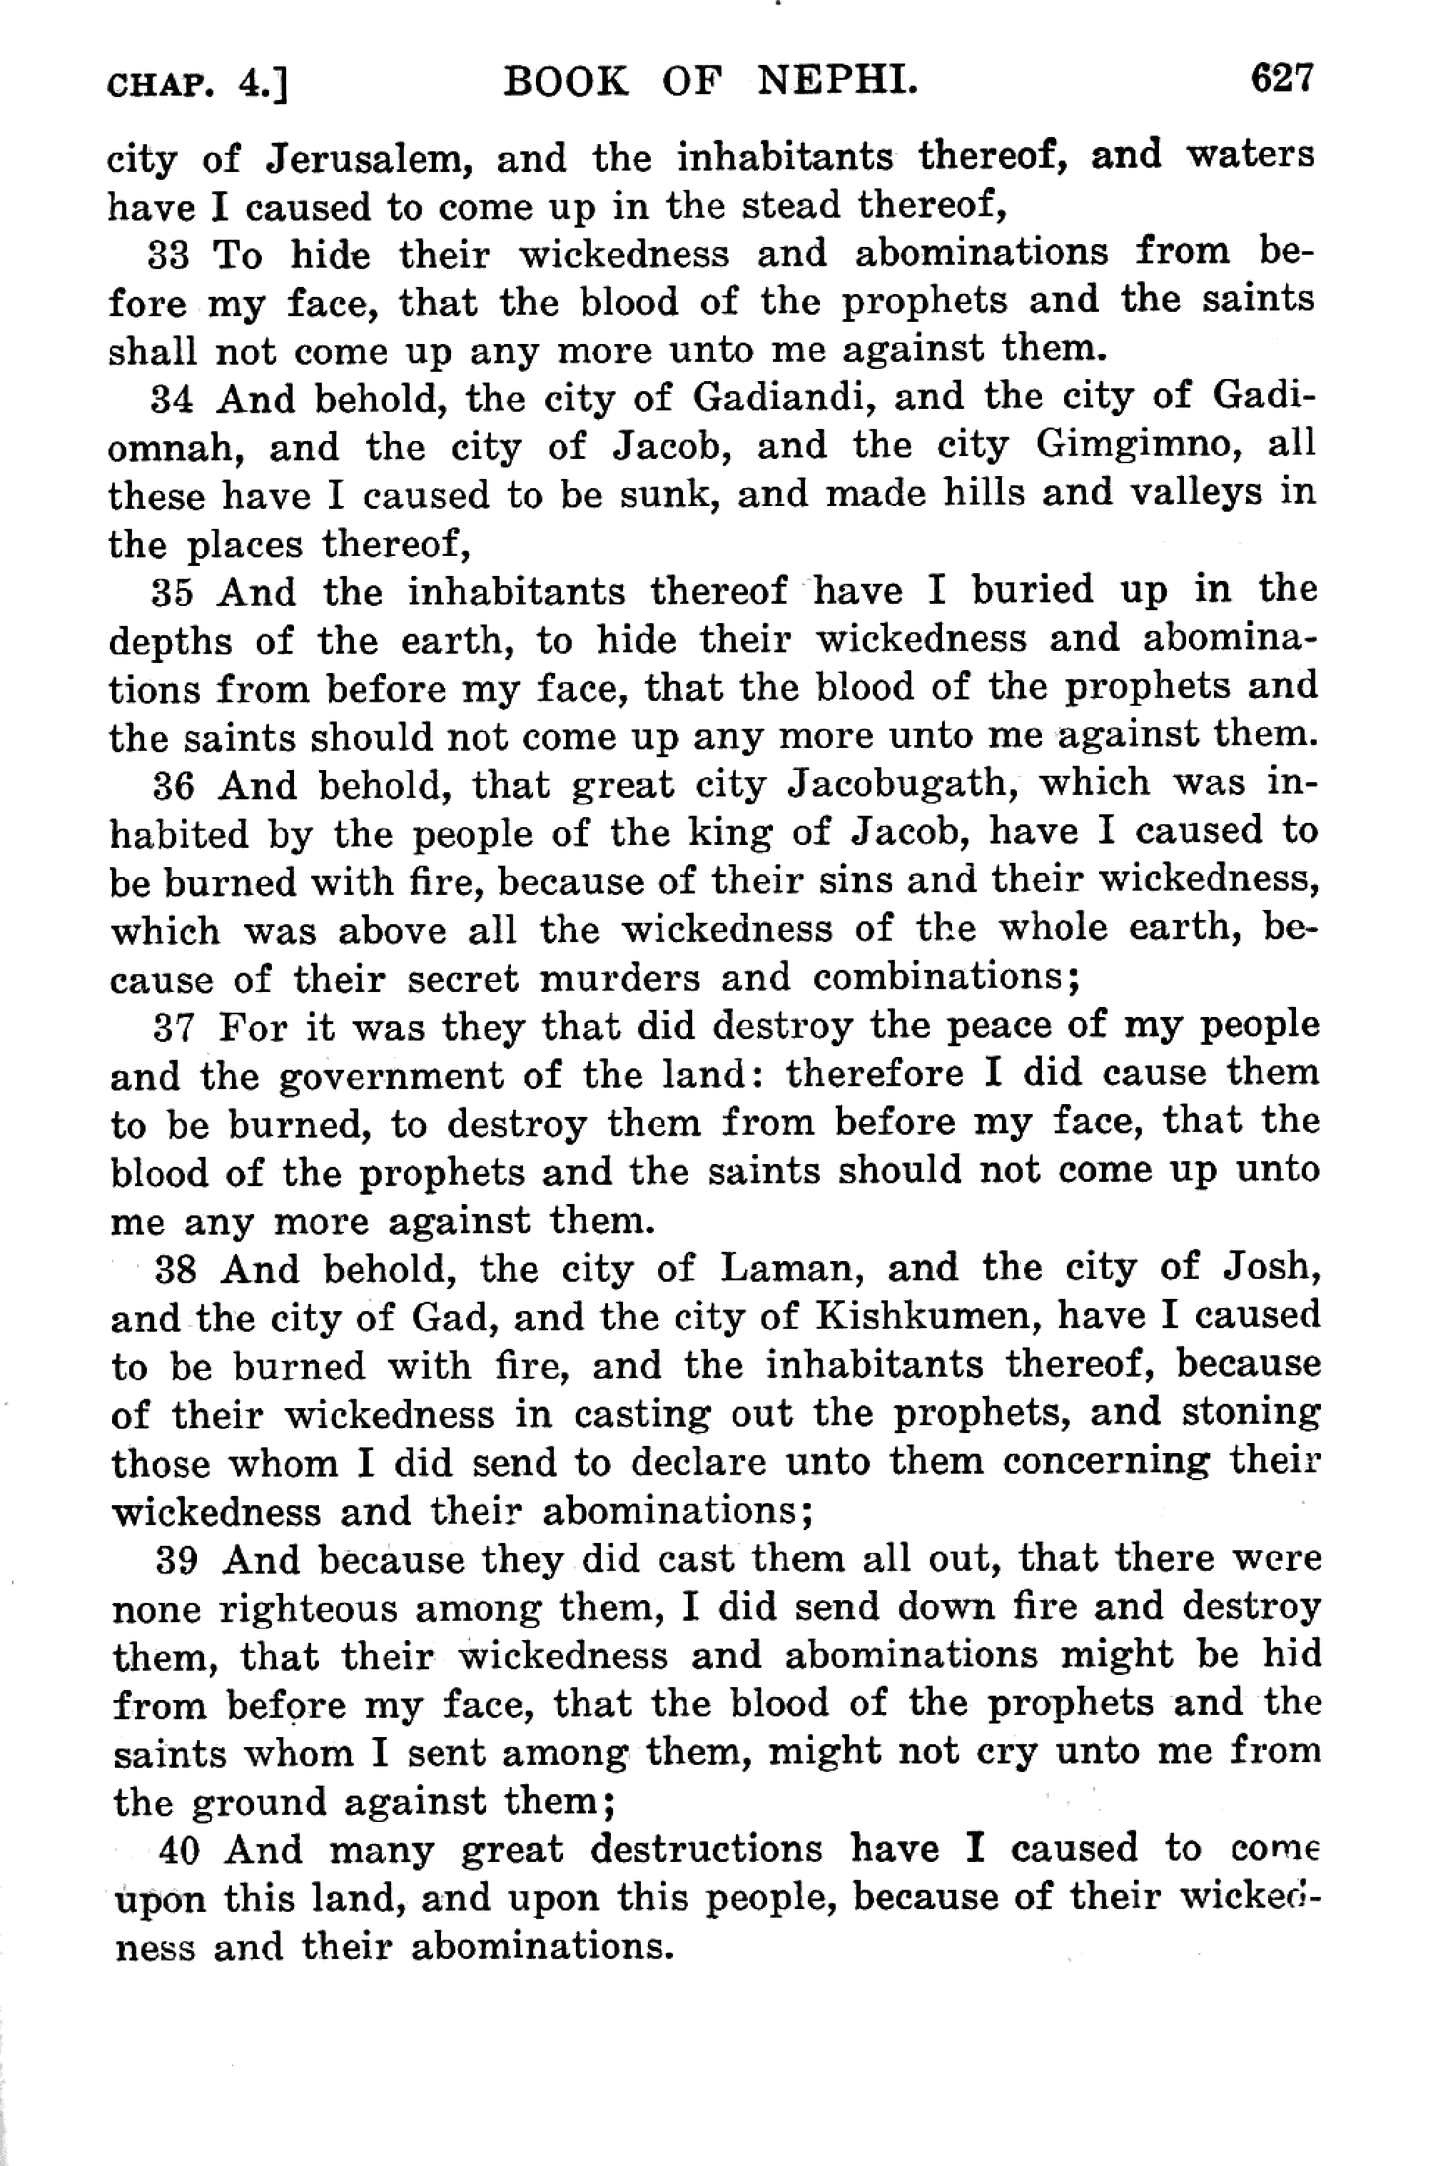 CHAP. 4.] BOOK OF NEPHI. 627
city of Jerusalem, and the inhabitants thereof, and waters
have I caused to come up in the stead thereof,
33 To hide their wickedness and abominations from be-
fore my face, that the blood of the prophets and the saints
shall not come up any more unto me against them.
34 And behold, the city of Gadiandi, and the city of Gadi-
omnah, and the city of Jacob, and the city Gimgimno, all
these have I caused to be sunk, and made hills and valleys in
the places thereof,
35 And the inhabitants thereof have I buried up in the
depths of the earth, to hide their wickedness and abomina-
tions from before my face, that the blood of the prophets and
the saints should not come up any more unto me against them.
36 And behold, that great city Jacobugath, which was in-
habited by the people of the king of Jacob, have I caused to
be burned with fire, because of their sins and their wickedness,
which was above all the wickedness of the whole earth, be-
cause of their secret murders and combinations;
37 For it was they that did destroy the peace of my people
and the government of the land: therefore I did cause them
to be burned, to destroy them from before my face, that the
blood of the prophets and the saints should not come up unto
me any more against them.
38 And behold, the city of Laman, and the city of Josh,
and the city of Gad, and the city of Kishkumen, have I caused
to be burned with fire, and the inhabitants thereof, because
of their wickedness in casting out the prophets, and stoning
those whom I did send to declare unto them concerning their
wickedness and their abominations;
39 And because they did cast them all out, that there were
none righteous among them, I did send down fire and destroy
them, that their wickedness and abominations might be hid
from before my face, that the blood of the prophets and the
saints whom I sent among them, might not cry unto me from
the ground against them;
40 And many great destructions have I caused to come
upon this land, and upon this people, because of their wicked-
ness and their abominations.